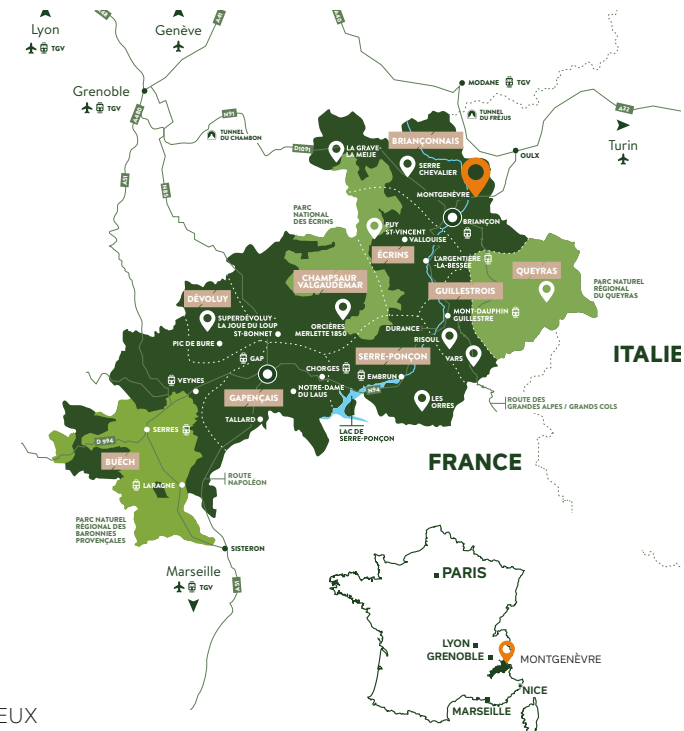 Lyon
TGV
Genève
A41
A43
Grenoble
TGV
A480
N91
TUNNEL
DU CHAMBON
D1091
A51
N85
MODANE
TGV
TUNNEL
DU FRÉJUS
A32
OULX
Turin
BRIANÇONNAIS
LA GRAVE-
LA MEIJE
SERRE
CHEVALIER
MONTGENÈVRE
BRIANÇON
PARC
NATIONAL
DES ÉCRINS
PUY
ST-VINCENT
VALLOUISE
ÉCRINS
L'ARGENTIÈRE
-LA-BESSÉE
QUEYRAS
PARC NATUREL
RÉGIONAL
DU QUEYRAS
CHAMPSAUR
VALGAUDEMAR
GUILLESTROIS
DÉVOLUY
SUPERDÉVOLUY -
LA JOUE DU LOUP
ST-BONNET
PIC DE BURE
ORCIÈRES
MERLETTE 1850
MONT-DAUPHIN
GUILLESTRE
DURANCE
RISOUL
VARS
ITALIE
SERRE-PONÇON
GAP
CHORGES
EMBRUN
N94
VEYNES
GAPENÇAIS
NOTRE-DAME
DU LAUS
LES
ORRES
ROUTE DES
GRANDES ALPES / GRANDS COLS
TALLARD
LAC DE
SERRE-PONÇON
SERRES
D 994
BUËCH
FRANCE
LARAGNE
ROUTE
NAPOLÉON
PARC NATUREL
RÉGIONAL DES
BARONNIES
PROVENÇALES
SISTERON
Marseille
TGV
A51
PARIS
LYON
GRENOBLE
MONTGENÈVRE
NICE
MARSEILLE
EUX